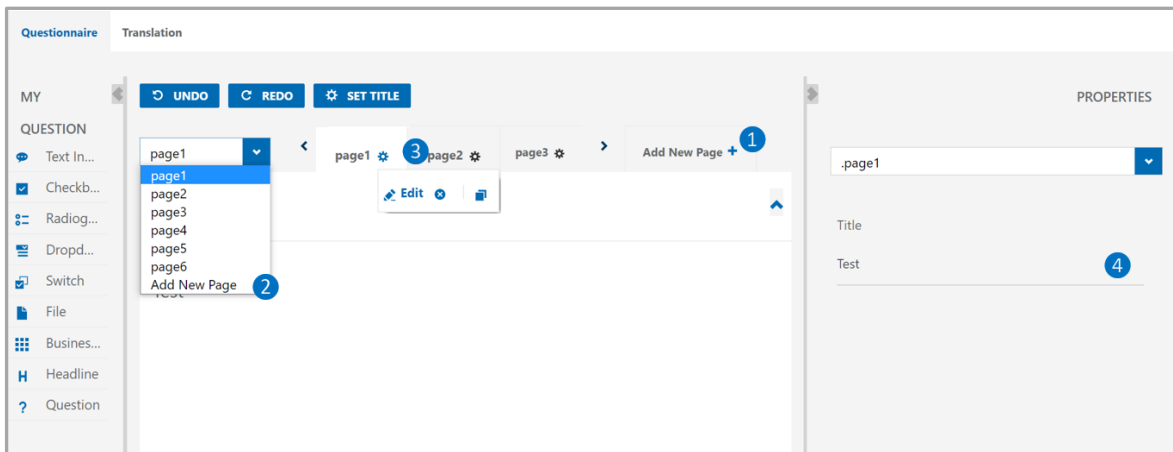 Questionnaire Translation
MY
QUESTION
Text In...
Checkb...
Radiog...
Dropd...
Switch
File
Busines...
Headline
Question
UNDO REDO SET TITLE
page1
page1
page2
page3
page4
page5
page6
Add New Page 2
page1 3 page2 page3 Add New Page + 1
Edit
Test
PROPERTIES
.page1
Title
Test 4